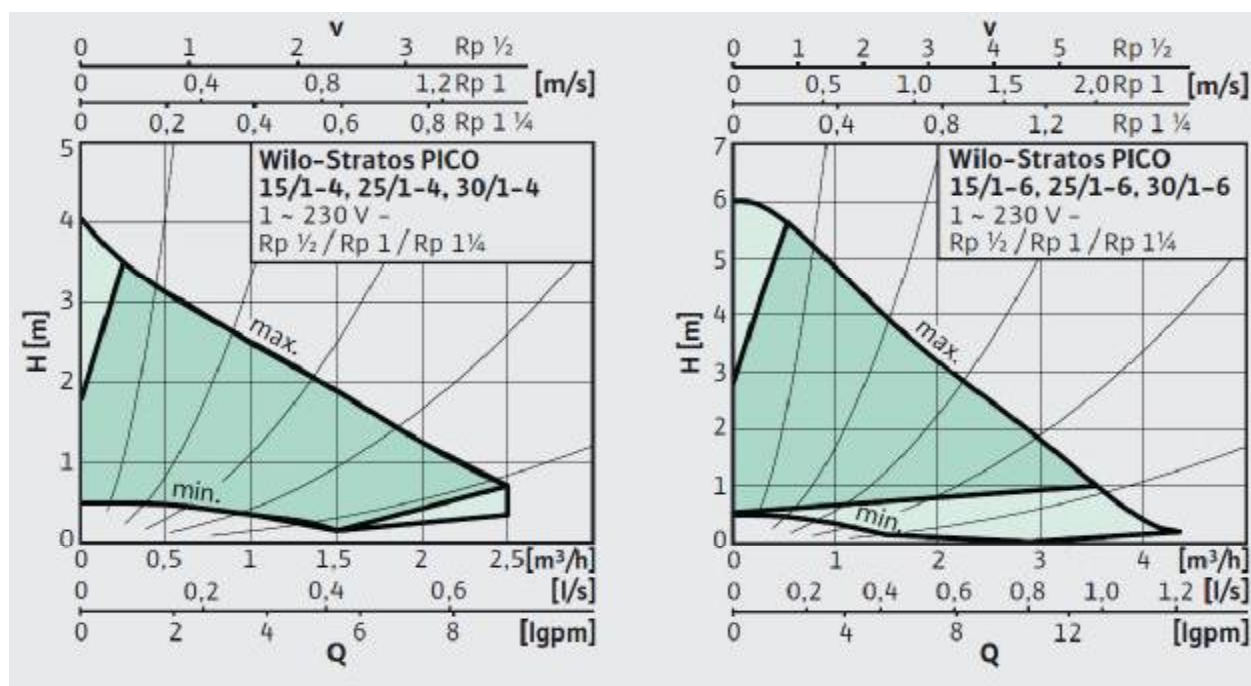 v
0 1 2 3 Rp ½
0 0,4 0,8 1,2 Rp 1 [m/s]
0 0,2 0,4 0,6 0,8 Rp 1 ¼
5
Wilo-Stratos PICO
15/1-4, 25/1-4, 30/1-4
1 ~ 230 V –
Rp ½ / Rp 1 / Rp 1¼
4
3
H [m]
max.
2
1
min.
0
0 0,5 1 1,5 2 2,5 [m³/h]
0 0,2 0,4 0,6 [l/s]
0 2 4 6 8 [lgpm]
Q
v
0 1 2 3 4 5 Rp ½
0 0,5 1,0 1,5 2,0 Rp 1 [m/s]
0 0,4 0,8 1,2 Rp 1 ¼
7
Wilo-Stratos PICO
15/1-6, 25/1-6, 30/1-6
1 ~ 230 V –
Rp ½ / Rp 1 / Rp 1¼
6
5
4
H [m]
max.
3
2
1
min.
0
0 1 2 3 4 [m³/h]
0 0,2 0,4 0,6 0,8 1,0 1,2 [l/s]
0 4 8 12 [lgpm]
Q